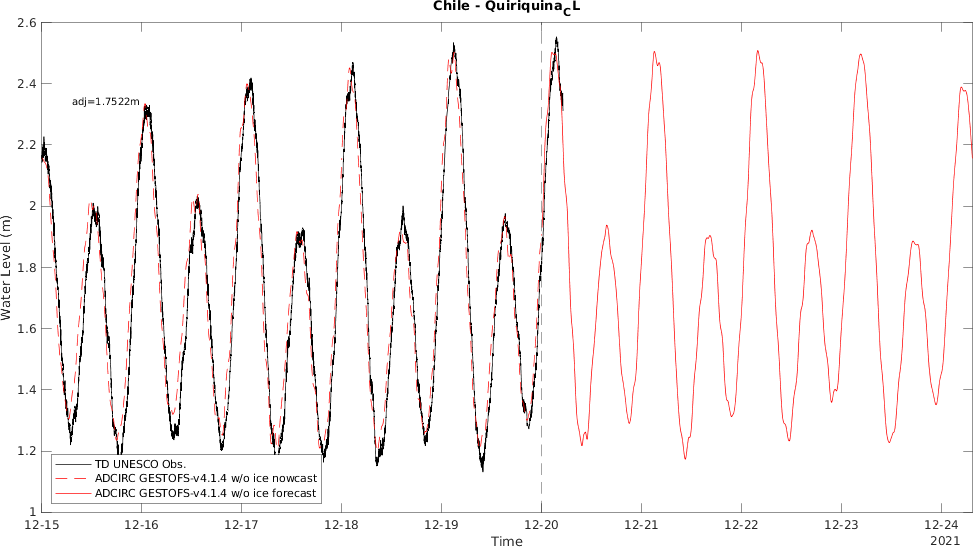 Chile - Quiriquina_CL
2.6
2.4
adj=1.7522m
2.2
2
Water Level (m)
1.8
1.6
1.4
1.2
TD UNESCO Obs.
ADCIRC GESTOFS-v4.1.4 w/o ice nowcast
ADCIRC GESTOFS-v4.1.4 w/o ice forecast
1
12-15 12-16 12-17 12-18 12-19 12-20 12-21 12-22 12-23 12-24
Time
2021